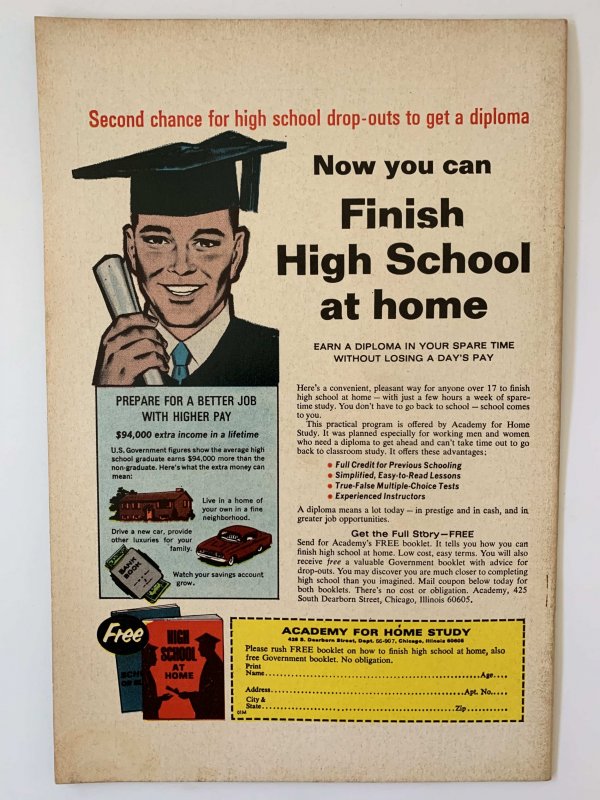 Second chance for high school drop-outs to get a diploma
Now you can
Finish
High School
at home
EARN A DIPLOMA IN YOUR SPARE TIME
WITHOUT LOSING A DAY'S PAY
PREPARE FOR A BETTER JOB
WITH HIGHER PAY
$94,000 extra income in a lifetime
U.S. Government figures show the average high
school graduate earns $94,000 more than the
non-graduate. Here's what the extra money can
mean:
Live in a home of
your own in a fine
neighborhood.
Drive a new car, provide
other luxuries for your
family.
BANK
BOOK
Watch your savings account
grow.
Here's a convenient, pleasant way for anyone over 17 to finish
high school at home — with just a few hours a week of spare-
time study. You don't have to go back to school — school comes
to you.
This practical program is offered by Academy for Home
Study. It was planned especially for working men and women
who need a diploma to get ahead and can't take time out to go
back to classroom study. It offers these advantages:
• Full Credit for Previous Schooling
• Simplified, Easy-to-Read Lessons
• True-False Multiple-Choice Tests
• Experienced Instructors
A diploma means a lot today — in prestige and in cash, and in
greater job opportunities.
Get the Full Story—FREE
Send for Academy's FREE booklet. It tells you how you can
finish high school at home. Low cost, easy terms. You will also
receive free a valuable Government booklet with advice for
drop-outs. You may discover you are much closer to completing
high school than you imagined. Mail coupon below today for
both booklets. There's no cost or obligation. Academy, 425
South Dearborn Street, Chicago, Illinois 60605.
Free
HIGH
SCHOOL
AT
HOME
ACADEMY FOR HOME STUDY
425 S. Dearborn Street, Dept. 66-907, Chicago, Illinois 60605
Please rush FREE booklet on how to finish high school at home, also
free Government booklet. No obligation.
Print
Name..........Age....
Address..........Apt. No....
City &
State..........Zip..........